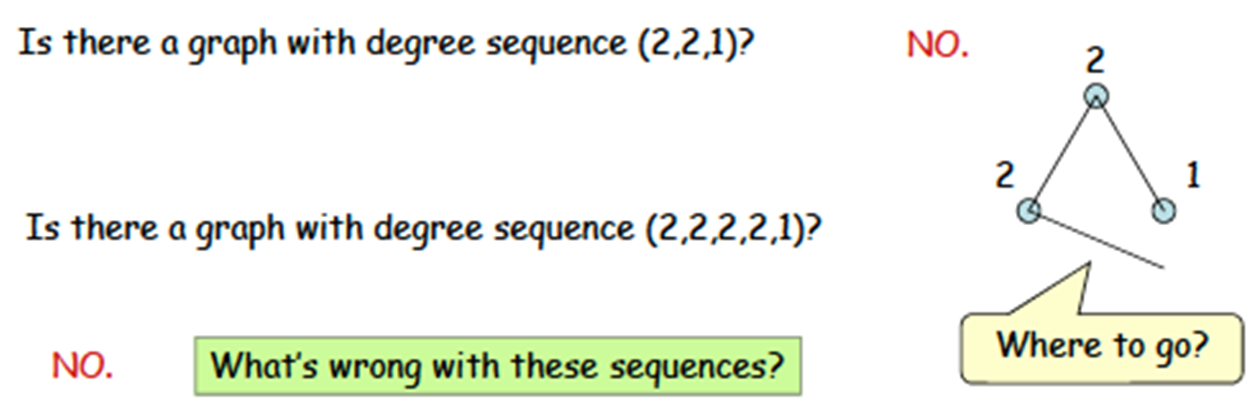 Is there a graph with degree sequence (2,2,1)?
NO.
2
2
1
Is there a graph with degree sequence (2,2,2,2,1)?
Where to go?
NO.
What's wrong with these sequences?